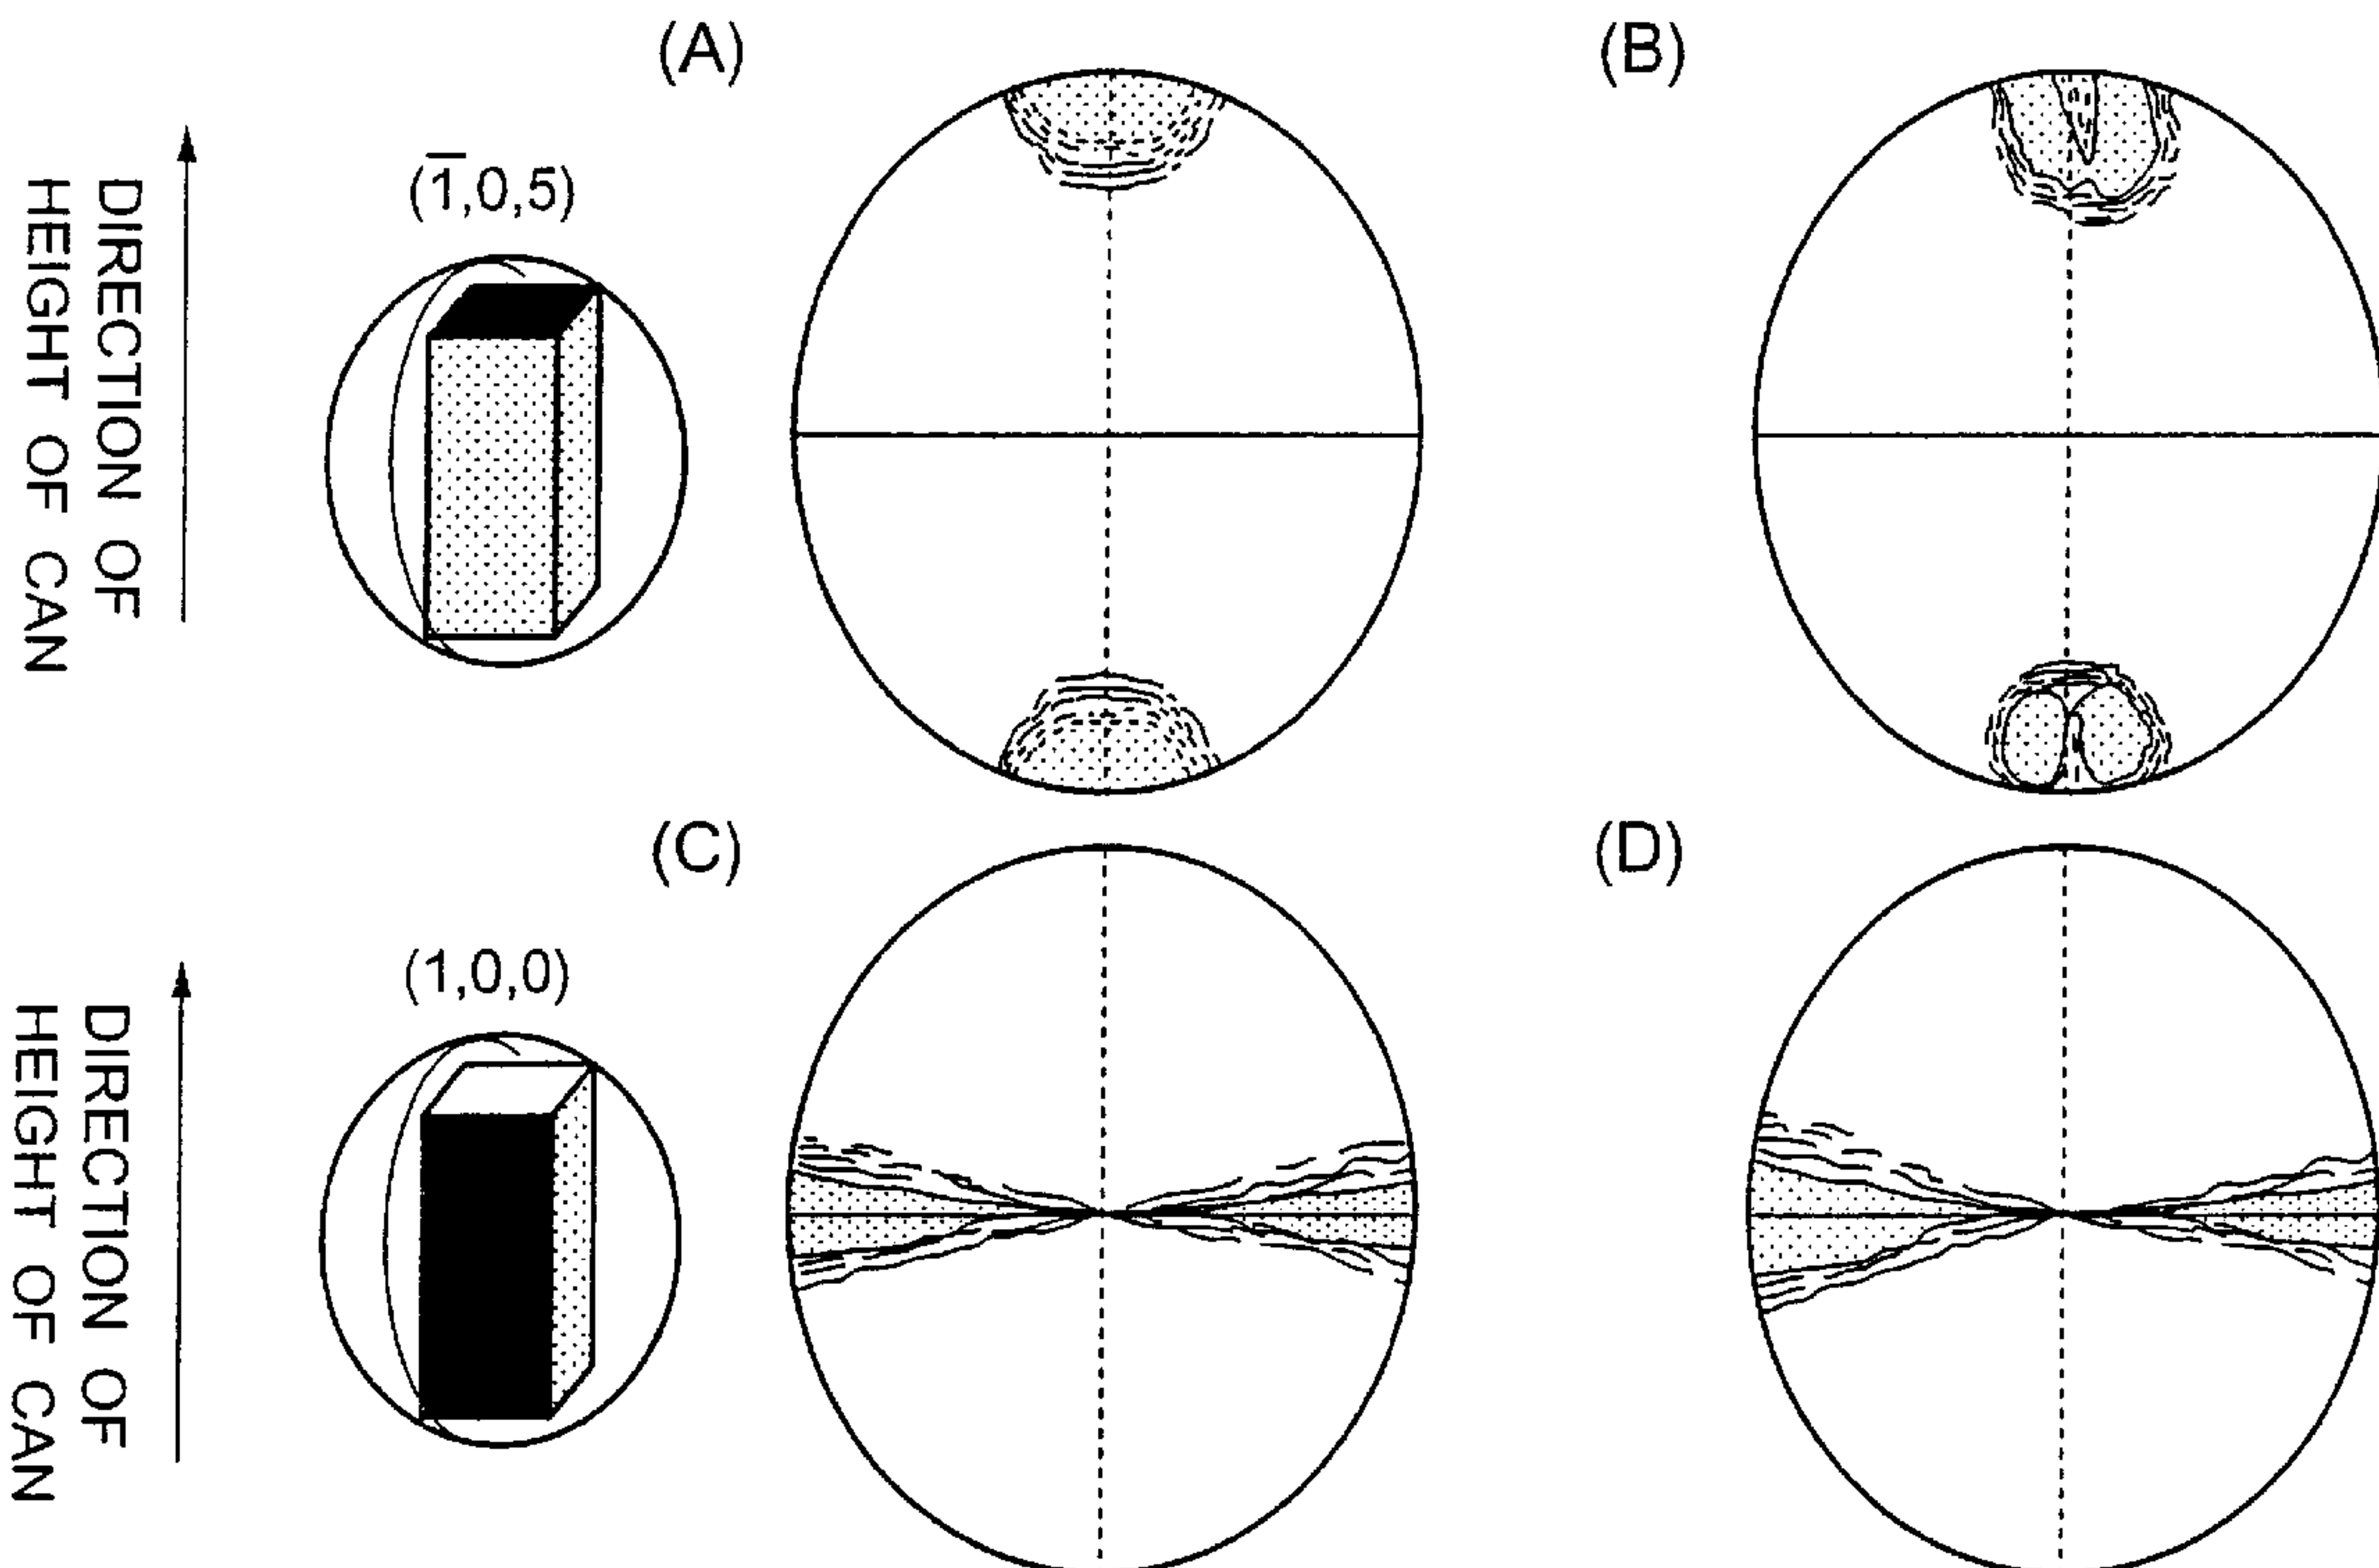 (A)
(B)
(1̅,0,5)
DIRECTION OF
HEIGHT OF CAN
(C)
(D)
(1,0,0)
DIRECTION OF
HEIGHT OF CAN